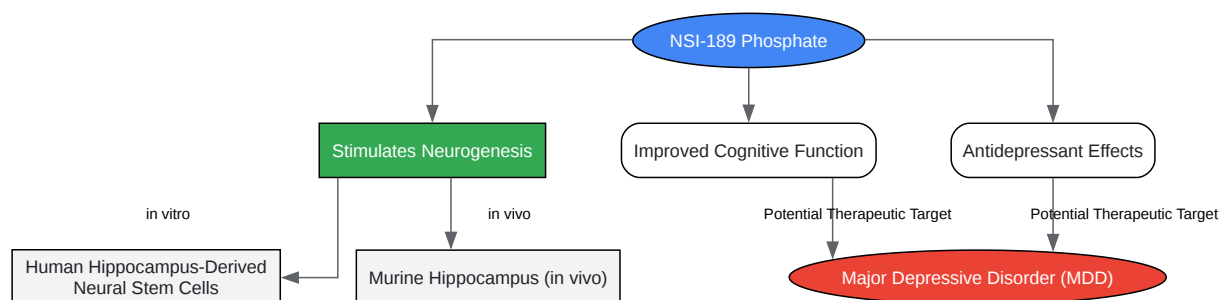 NSI-189 Phosphate
Stimulates Neurogenesis
Improved Cognitive Function
Antidepressant Effects
in vitro
in vivo
Potential Therapeutic Target
Potential Therapeutic Target
Human Hippocampus-Derived
Neural Stem Cells
Murine Hippocampus (in vivo)
Major Depressive Disorder (MDD)